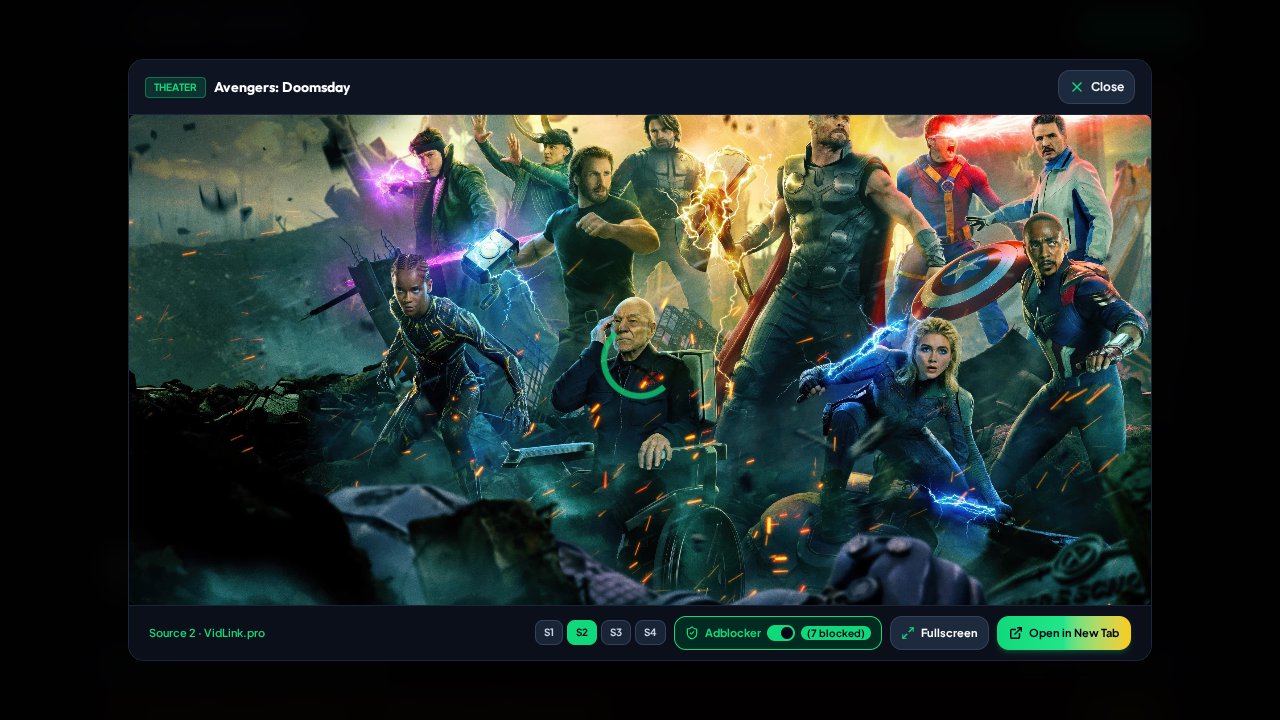 THEATER
Avengers: Doomsday
Close
Source 2 · VidLink.pro
S1
S2
S3
S4
Adblocker
(7 blocked)
Fullscreen
Open in New Tab